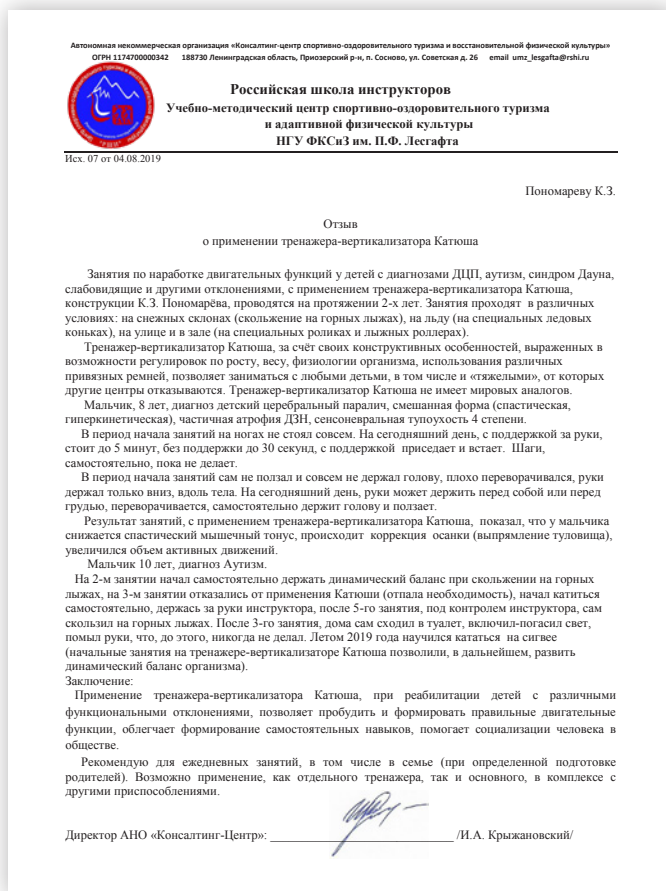 Автономная некоммерческая организация «Консалтинг-центр спортивно-оздоровительного туризма и восстановительной физической культуры»
ОГРН 1174700000342 188730 Ленинградская область, Приозерский р-н, п. Сосново, ул. Советская д. 26 email umz_lesgafta@rshi.ru
Российская школа инструкторов
Учебно-методический центр спортивно-оздоровительного туризма
и адаптивной физической культуры
НГУ ФКСиЗ им. П.Ф. Лесгафта
Исх. 07 от 04.08.2019
Пономареву К.З.
Отзыв
о применении тренажера-вертикализатора Катюша
Занятия по наработке двигательных функций у детей с диагнозами ДЦП, аутизм, синдром Дауна,
слабовидящие и другими отклонениями, с применением тренажера-вертикализатора Катюша,
конструкции К.З. Пономарёва, проводятся на протяжении 2-х лет. Занятия проходят в различных
условиях: на снежных склонах (скольжение на горных лыжах), на льду (на специальных ледовых
коньках), на улице и в зале (на специальных роликах и лыжных роллерах).
Тренажер-вертикализатор Катюша, за счёт своих конструктивных особенностей, выраженных в
возможности регулировок по росту, весу, физиологии организма, использования различных
привязных ремней, позволяет заниматься с любыми детьми, в том числе и «тяжелыми», от которых
другие центры отказываются. Тренажер-вертикализатор Катюша не имеет мировых аналогов.
Мальчик, 8 лет, диагноз детский церебральный паралич, смешанная форма (спастическая,
гиперкинетическая), частичная атрофия ДЗН, сенсоневральная тупоухость 4 степени.
В период начала занятий на ногах не стоял совсем. На сегодняшний день, с поддержкой за руки,
стоит до 5 минут, без поддержки до 30 секунд, с поддержкой приседает и встает. Шаги,
самостоятельно, пока не делает.
В период начала занятий сам не ползал и совсем не держал голову, плохо переворачивался, руки
держал только вниз, вдоль тела. На сегодняшний день, руки может держать перед собой или перед
грудью, переворачивается, самостоятельно держит голову и ползает.
Результат занятий, с применением тренажера-вертикализатора Катюша, показал, что у мальчика
снижается спастический мышечный тонус, происходит коррекция осанки (выпрямление туловища),
увеличился объем активных движений.
Мальчик 10 лет, диагноз Аутизм.
На 2-м занятии начал самостоятельно держать динамический баланс при скольжении на горных
лыжах, на 3-м занятии отказались от применения Катюши (отпала необходимость), начал катиться
самостоятельно, держась за руки инструктора, после 5-го занятия, под контролем инструктора, сам
скользил на горных лыжах. После 3-го занятия, дома сам сходил в туалет, включил-погасил свет,
помыл руки, что, до этого, никогда не делал. Летом 2019 года научился кататься на сигвее
(начальные занятия на тренажере-вертикализаторе Катюша позволили, в дальнейшем, развить
динамический баланс организма).
Заключение:
Применение тренажера-вертикализатора Катюша, при реабилитации детей с различными
функциональными отклонениями, позволяет пробудить и формировать правильные двигательные
функции, облегчает формирование самостоятельных навыков, помогает социализации человека в
обществе.
Рекомендую для ежедневных занятий, в том числе в семье (при определенной подготовке
родителей). Возможно применение, как отдельного тренажера, так и основного, в комплексе с
другими приспособлениями.
Директор АНО «Консалтинг-Центр»: /И.А. Крыжановский/